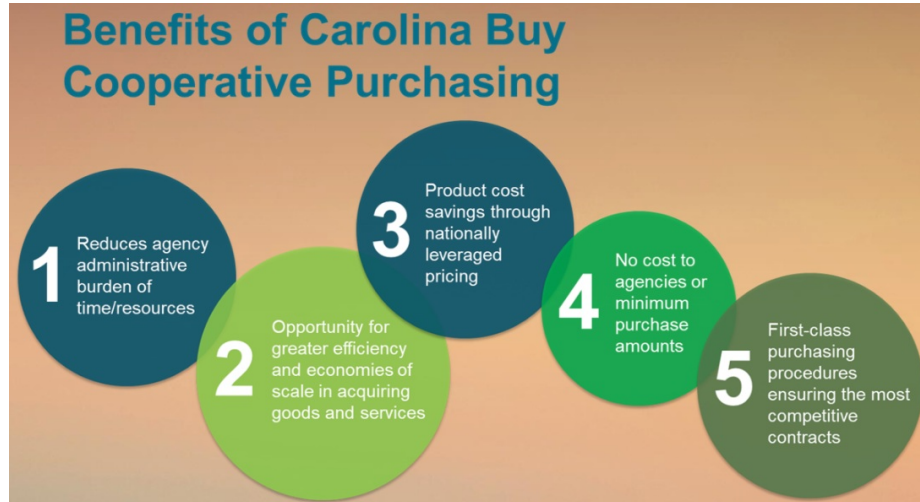 Benefits of Carolina Buy
Cooperative Purchasing
1
Reduces agency
administrative
burden of
time/resources
2
Opportunity for
greater efficiency
and economies of
scale in acquiring
goods and services
3
Product cost
savings through
nationally
leveraged
pricing
4
No cost to
agencies or
minimum
purchase
amounts
5
First-class
purchasing
procedures
ensuring the most
competitive
contracts